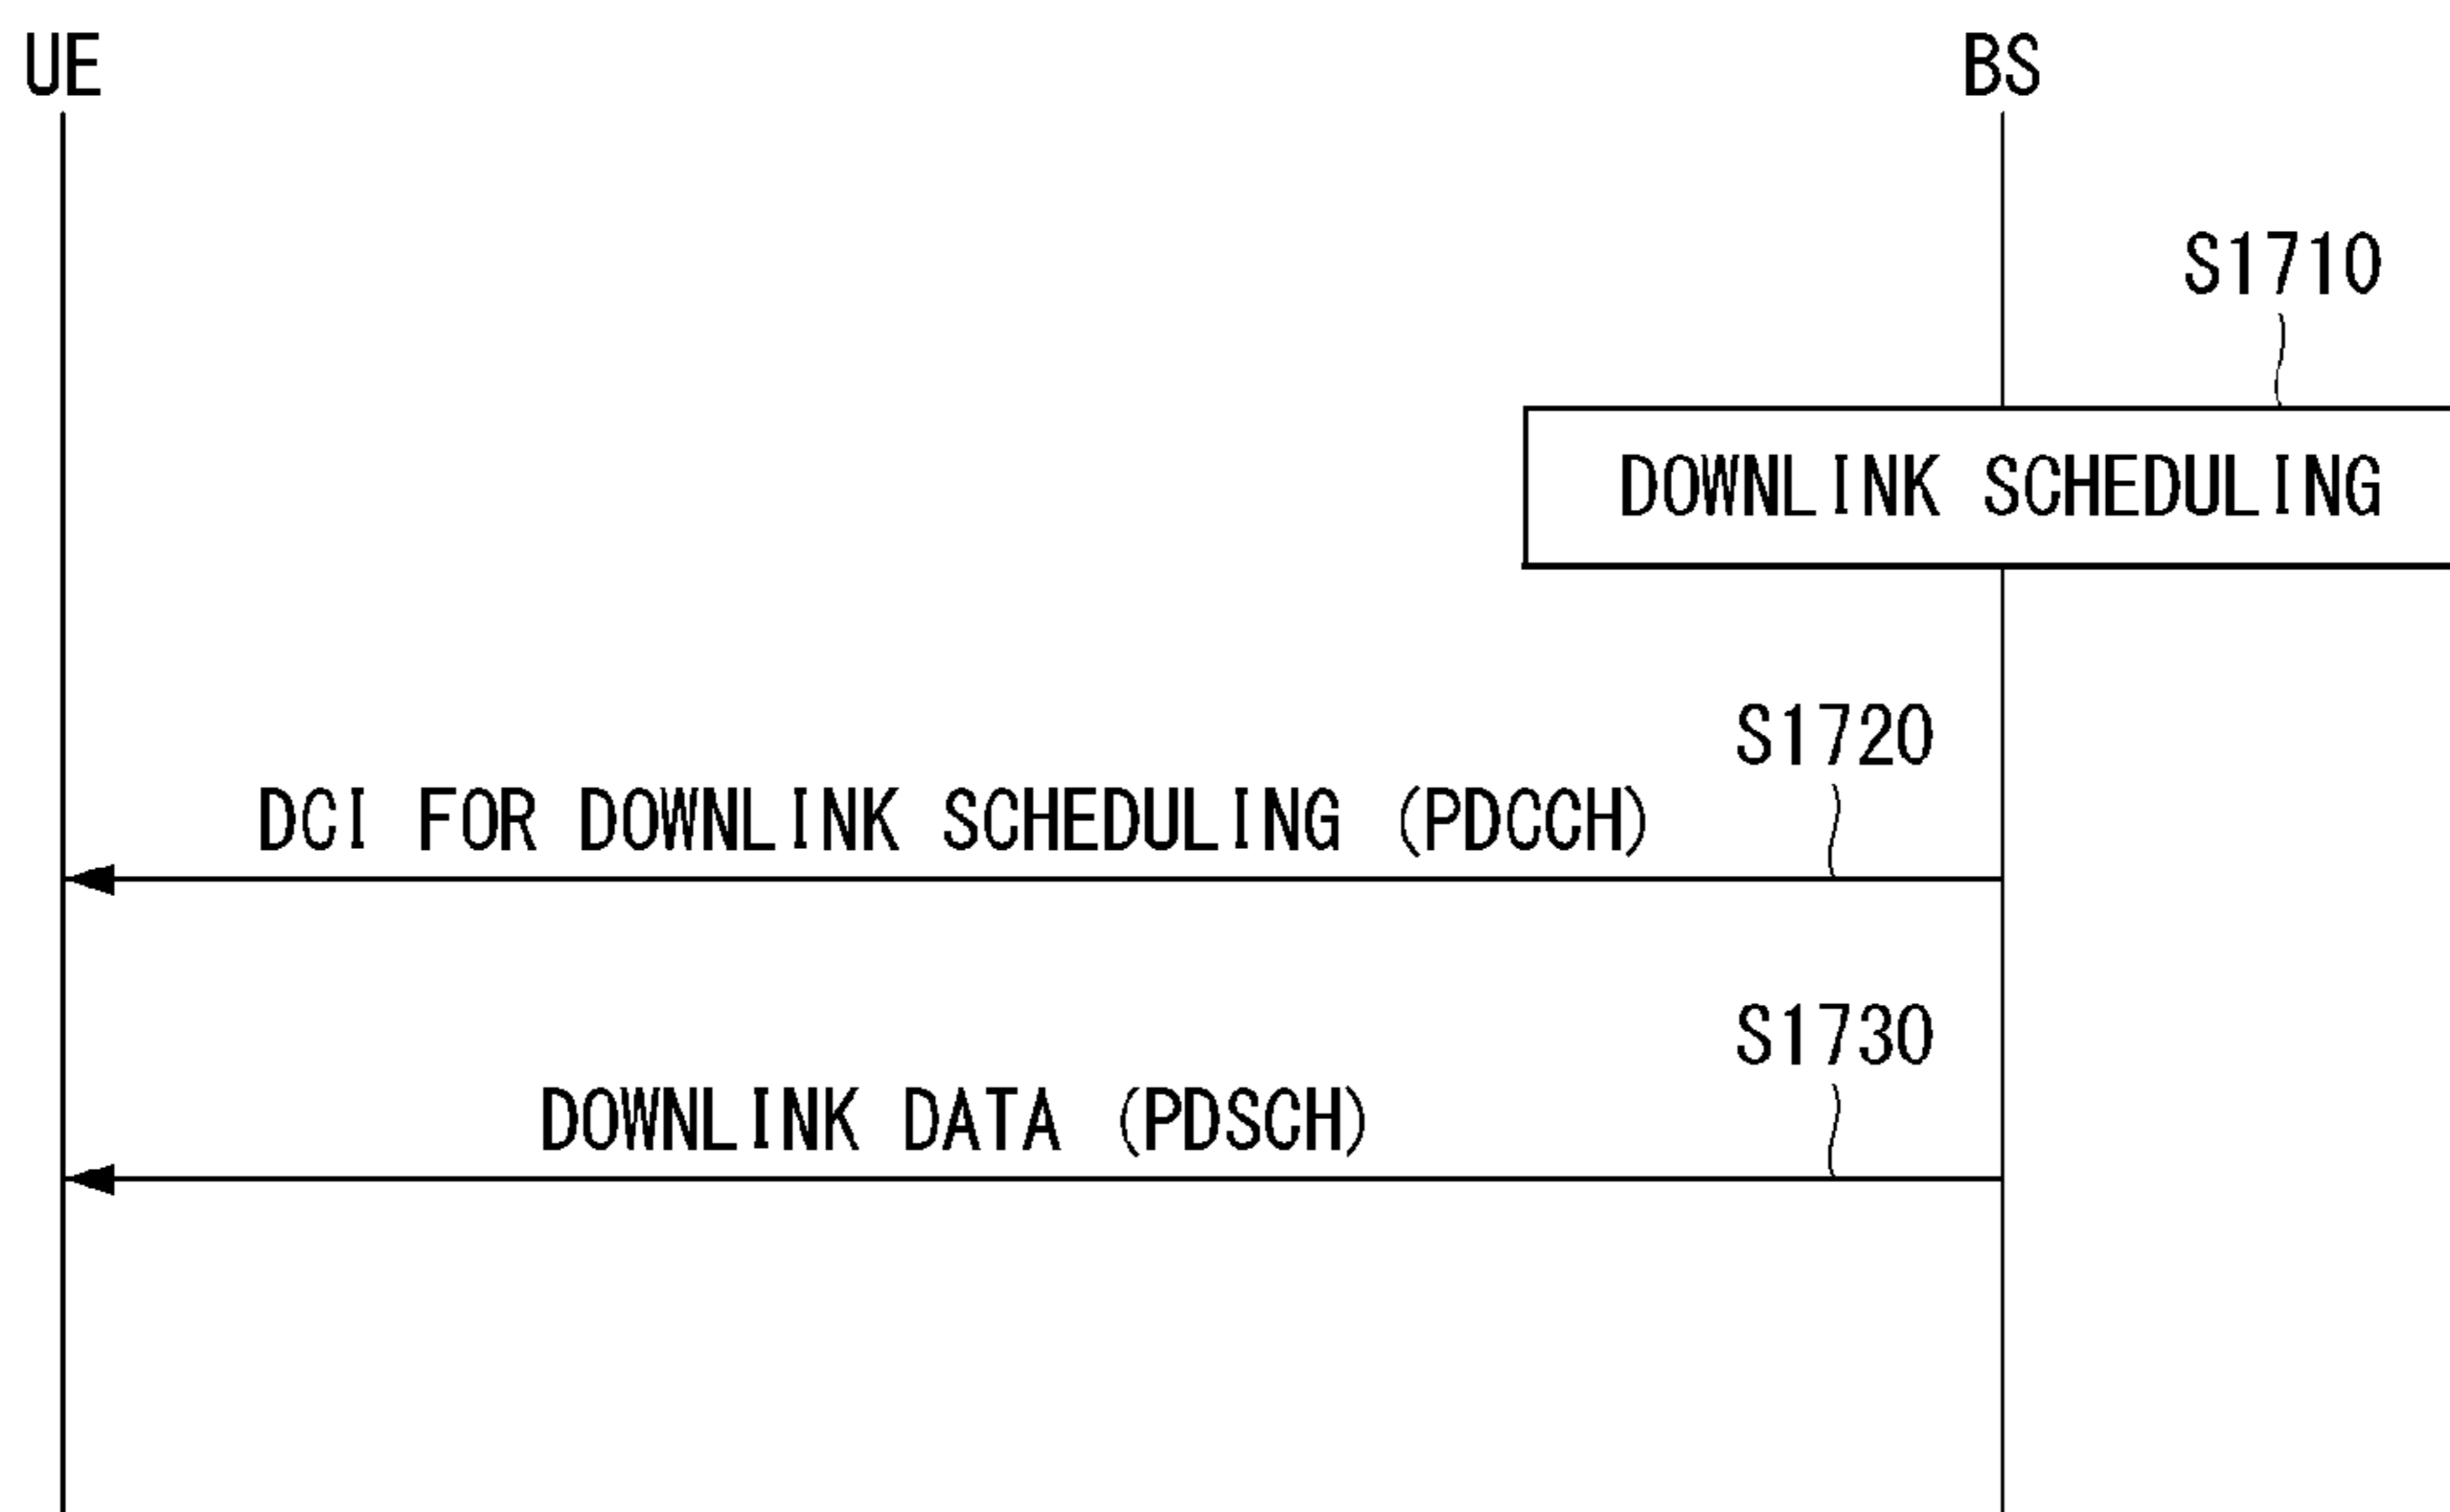 UE
BS
S1710
DOWNLINK SCHEDULING
S1720
DCI FOR DOWNLINK SCHEDULING (PDCCH)
S1730
DOWNLINK DATA (PDSCH)